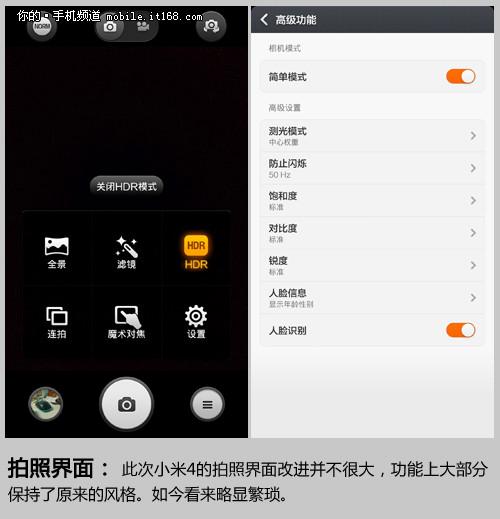 你的·手机频道 mobile.it168.com
NORM
关闭HDR模式
全景
滤镜
HDR
HDR
连拍
魔术对焦
设置
高级功能
相机模式
简单模式
高级设置
测光模式
中心权重
防止闪烁
50 Hz
饱和度
标准
对比度
标准
锐度
标准
人脸信息
显示年龄性别
人脸识别
拍照界面：此次小米4的拍照界面改进并不很大，功能上大部分
保持了原来的风格。如今看来略显繁琐。